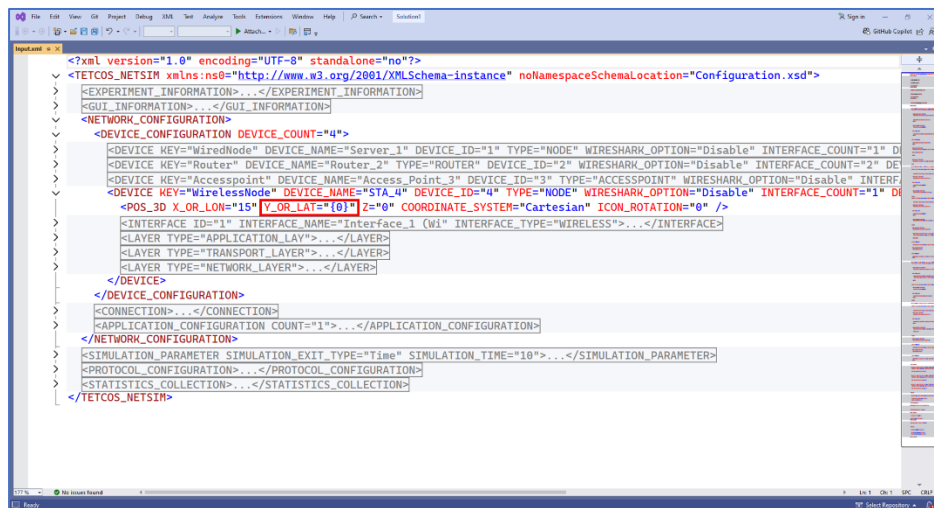 File Edit View Git Project Debug XML Test Analyze Tools Extensions Window Help Search Solution1 Sign in
Attach... GitHub Copilot
Input.xml
<?xml version="1.0" encoding="UTF-8" standalone="no"?>
<TETCOS_NETSIM xmlns:ns0="http://www.w3.org/2001/XMLSchema-instance" noNamespaceSchemaLocation="Configuration.xsd">
<EXPERIMENT_INFORMATION>...</EXPERIMENT_INFORMATION>
<GUI_INFORMATION>...</GUI_INFORMATION>
<NETWORK_CONFIGURATION>
<DEVICE_CONFIGURATION DEVICE_COUNT="4">
<DEVICE KEY="WiredNode" DEVICE_NAME="Server_1" DEVICE_ID="1" TYPE="NODE" WIRESHARK_OPTION="Disable" INTERFACE_COUNT="1" D
<DEVICE KEY="Router" DEVICE_NAME="Router_2" TYPE="ROUTER" DEVICE_ID="2" WIRESHARK_OPTION="Disable" INTERFACE_COUNT="2" DE
<DEVICE KEY="Accesspoint" DEVICE_NAME="Access_Point_3" DEVICE_ID="3" TYPE="ACCESSPOINT" WIRESHARK_OPTION="Disable" INTERF
<DEVICE KEY="WirelessNode" DEVICE_NAME="STA_4" DEVICE_ID="4" TYPE="NODE" WIRESHARK_OPTION="Disable" INTERFACE_COUNT="1" DE
<POS_3D X_OR_LON="15" Y_OR_LAT="{0}" Z="0" COORDINATE_SYSTEM="Cartesian" ICON_ROTATION="0" />
<INTERFACE ID="1" INTERFACE_NAME="Interface_1 (Wi" INTERFACE_TYPE="WIRELESS">...</INTERFACE>
<LAYER TYPE="APPLICATION_LAY">...</LAYER>
<LAYER TYPE="TRANSPORT_LAYER">...</LAYER>
<LAYER TYPE="NETWORK_LAYER">...</LAYER>
</DEVICE>
</DEVICE_CONFIGURATION>
<CONNECTION>...</CONNECTION>
<APPLICATION_CONFIGURATION COUNT="1">...</APPLICATION_CONFIGURATION>
</NETWORK_CONFIGURATION>
<SIMULATION_PARAMETER SIMULATION_EXIT_TYPE="Time" SIMULATION_TIME="10">...</SIMULATION_PARAMETER>
<PROTOCOL_CONFIGURATION>...</PROTOCOL_CONFIGURATION>
<STATISTICS_COLLECTION>...</STATISTICS_COLLECTION>
</TETCOS_NETSIM>
177 % No issues found Ln: 1 Ch: 1 SPC CRLF
Ready Select Repository